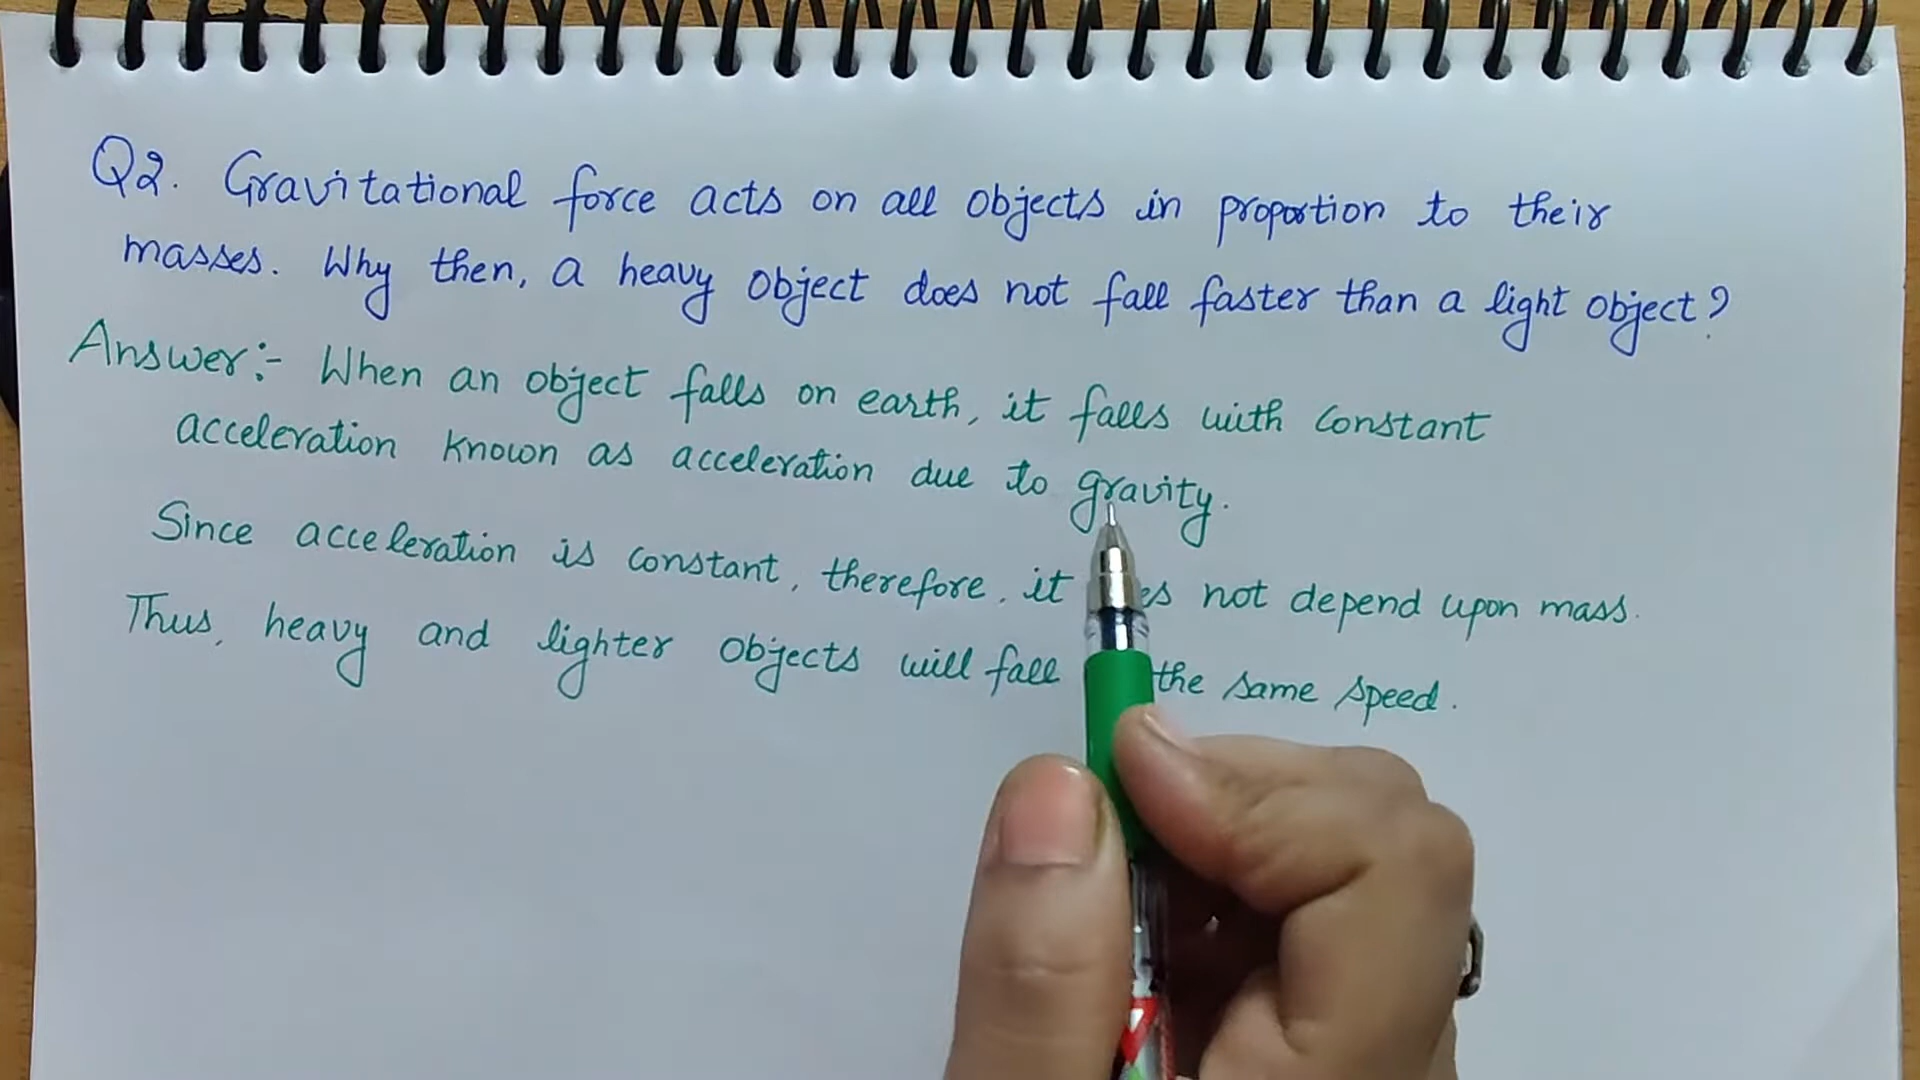 Q2. Gravitational force acts on all objects in proportion to their
masses. Why then, a heavy object does not fall faster than a light object?
Answer:- When an object falls on earth, it falls with constant
acceleration known as acceleration due to gravity.
Since acceleration is constant, therefore, it not depend upon mass.
Thus, heavy and lighter objects will fall the same speed.